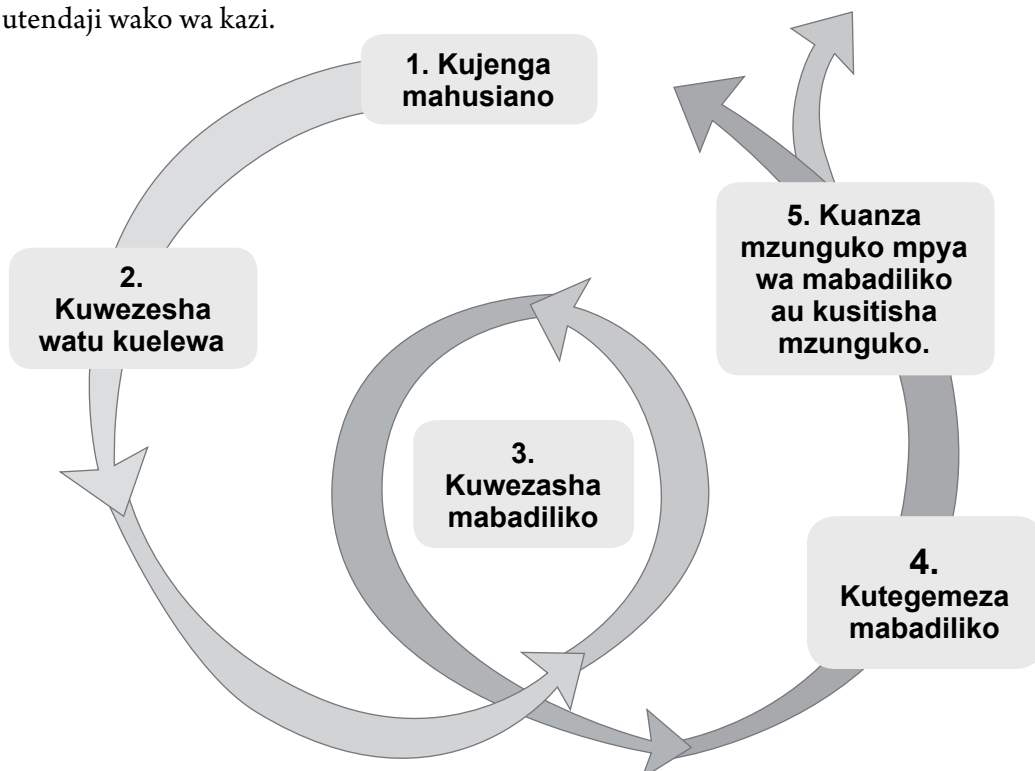 utendaji wako wa kazi.
1. Kujenga
mahusiano
2.
Kuwezesha
watu kuelewa
3.
Kuwezasha
mabadiliko
4.
Kutegemeza
mabadiliko
5. Kuanza
mzunguko mpya
wa mabadiliko
au kusitisha
mzunguko.